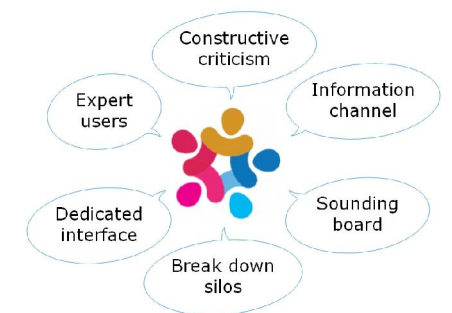 Constructive
criticism
Information
channel
Expert
users
Sounding
board
Dedicated
interface
Break down
silos